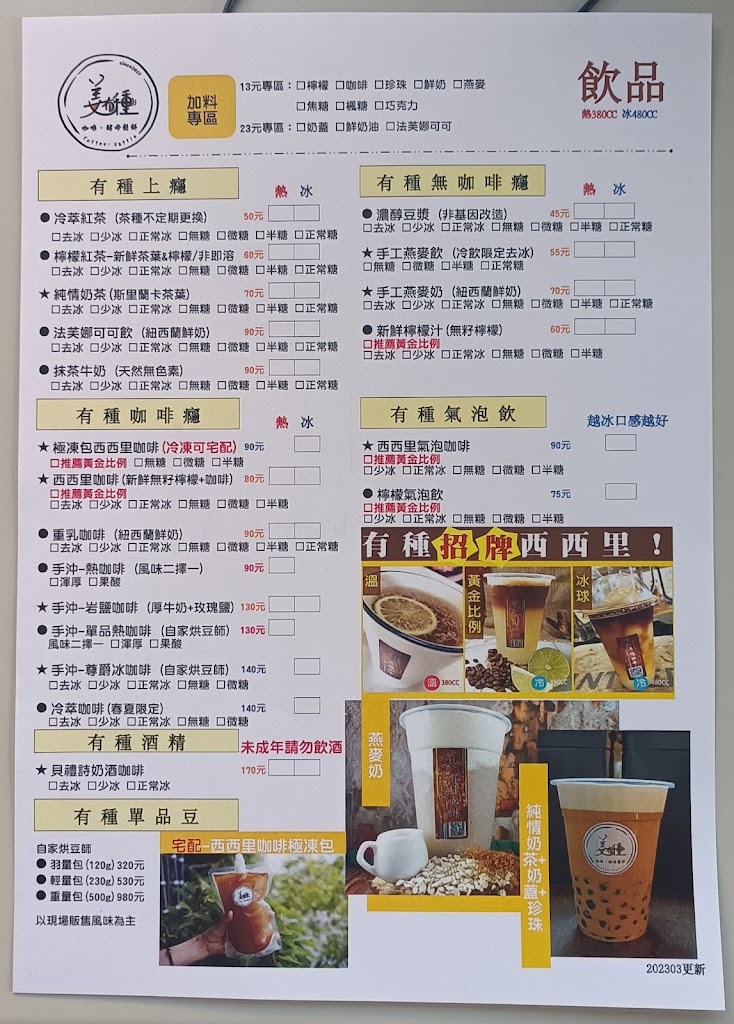 since2017
美有種
咖啡・酵母鬆餅
Coffee・Waffle
加料專區
13元專區：□檸檬 □咖啡 □珍珠 □鮮奶 □燕麥
□焦糖 □楓糖 □巧克力
23元專區：□奶蓋 □鮮奶油 □法芙娜可可
飲品
熱380CC 冰480CC
有種上癮
熱 冰
●冷萃紅茶（茶種不定期更換） 50元
□去冰 □少冰 □正常冰 □無糖 □微糖 □半糖 □正常糖
●檸檬紅茶-新鮮茶葉&檸檬/非即溶 60元
□去冰 □少冰 □正常冰 □無糖 □微糖 □半糖 □正常糖
★純情奶茶(斯里蘭卡茶葉) 70元
□去冰 □少冰 □正常冰 □無糖 □微糖 □半糖 □正常糖
●法芙娜可可飲（紐西蘭鮮奶） 90元
□去冰 □少冰 □正常冰 □無糖 □微糖 □半糖 □正常糖
●抹茶牛奶（天然無色素） 90元
□去冰 □少冰 □正常冰 □無糖 □微糖 □半糖 □正常糖
有種咖啡癮
熱 冰
★極凍包西西里咖啡(冷凍可宅配) 90元
□推薦黃金比例 □無糖 □微糖 □半糖
★西西里咖啡(新鮮無籽檸檬+咖啡) 80元
□推薦黃金比例
□去冰 □少冰 □正常冰 □無糖 □微糖 □半糖
●重乳咖啡（紐西蘭鮮奶） 90元
□去冰 □少冰 □正常冰 □無糖 □微糖 □半糖 □正常糖
●手沖-熱咖啡（風味二擇一） 90元
□渾厚 □果酸
★手沖-岩鹽咖啡（厚牛奶+玫瑰鹽） 130元
●手沖-單品熱咖啡（自家烘豆師） 130元
風味二擇一 □渾厚 □果酸
★手沖-尊爵冰咖啡（自家烘豆師） 140元
□去冰 □少冰 □正常冰 □無糖 □微糖
●冷萃咖啡(春夏限定) 140元
□去冰 □少冰 □正常冰 □無糖 □微糖
有種酒精
未成年請勿飲酒
★貝禮詩奶酒咖啡 170元
□去冰 □少冰 □正常冰
有種單品豆
自家烘豆師
●羽量包(120g) 320元
●輕量包(230g) 530元
●重量包(500g) 980元
以現場販售風味為主
宅配-西西里咖啡極凍包
有種無咖啡癮
熱 冰
●濃醇豆漿（非基因改造） 45元
□去冰 □少冰 □正常冰 □無糖 □微糖 □半糖 □正常糖
★手工燕麥飲（冷飲限定去冰） 55元
□無糖 □微糖 □半糖 □正常糖
★手工燕麥奶（紐西蘭鮮奶） 70元
□去冰 □少冰 □正常冰 □無糖 □微糖 □半糖 □正常糖
●新鮮檸檬汁(無籽檸檬) 60元
□推薦黃金比例
□去冰 □少冰 □正常冰 □無糖 □微糖 □半糖
有種氣泡飲
越冰口感越好
★西西里氣泡咖啡 90元
□推薦黃金比例
□少冰 □正常冰 □無糖 □微糖 □半糖
●檸檬氣泡飲 75元
□推薦黃金比例
□少冰 □正常冰 □無糖 □微糖 □半糖
有種招牌西西里！
溫
黃金比例
冰球
溫 380CC
冷 480CC
冷 480CC
燕麥奶
純情奶茶+奶蓋+珍珠
202303更新